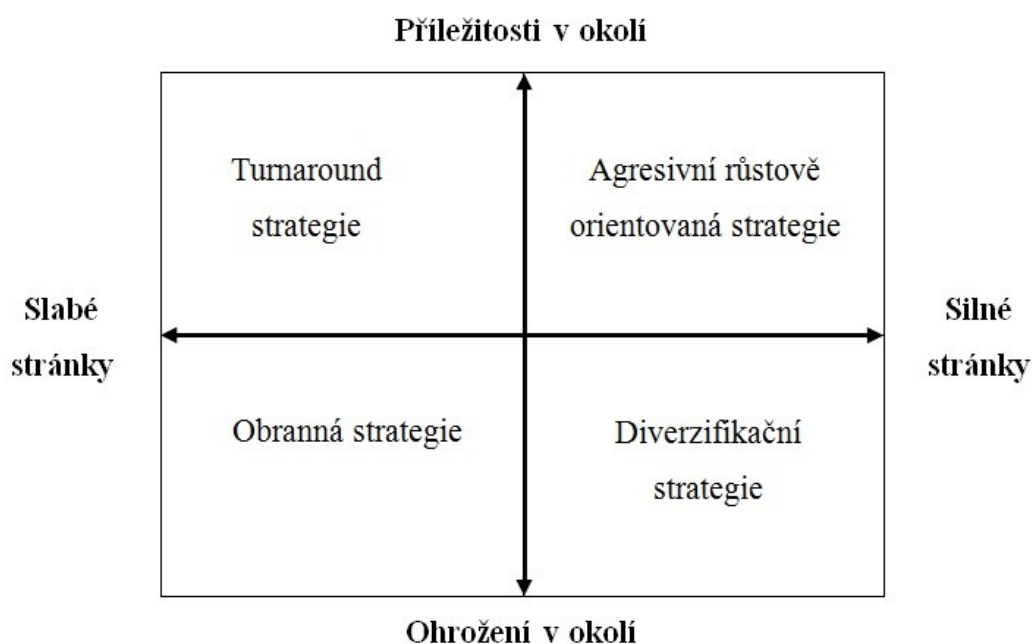 Příležitosti v okolí
Turnaround
strategie
Agresivní růstově
orientovaná strategie
Slabé
stránky
Silné
stránky
Obranná strategie
Diverzifikační
strategie
Ohrožení v okolí